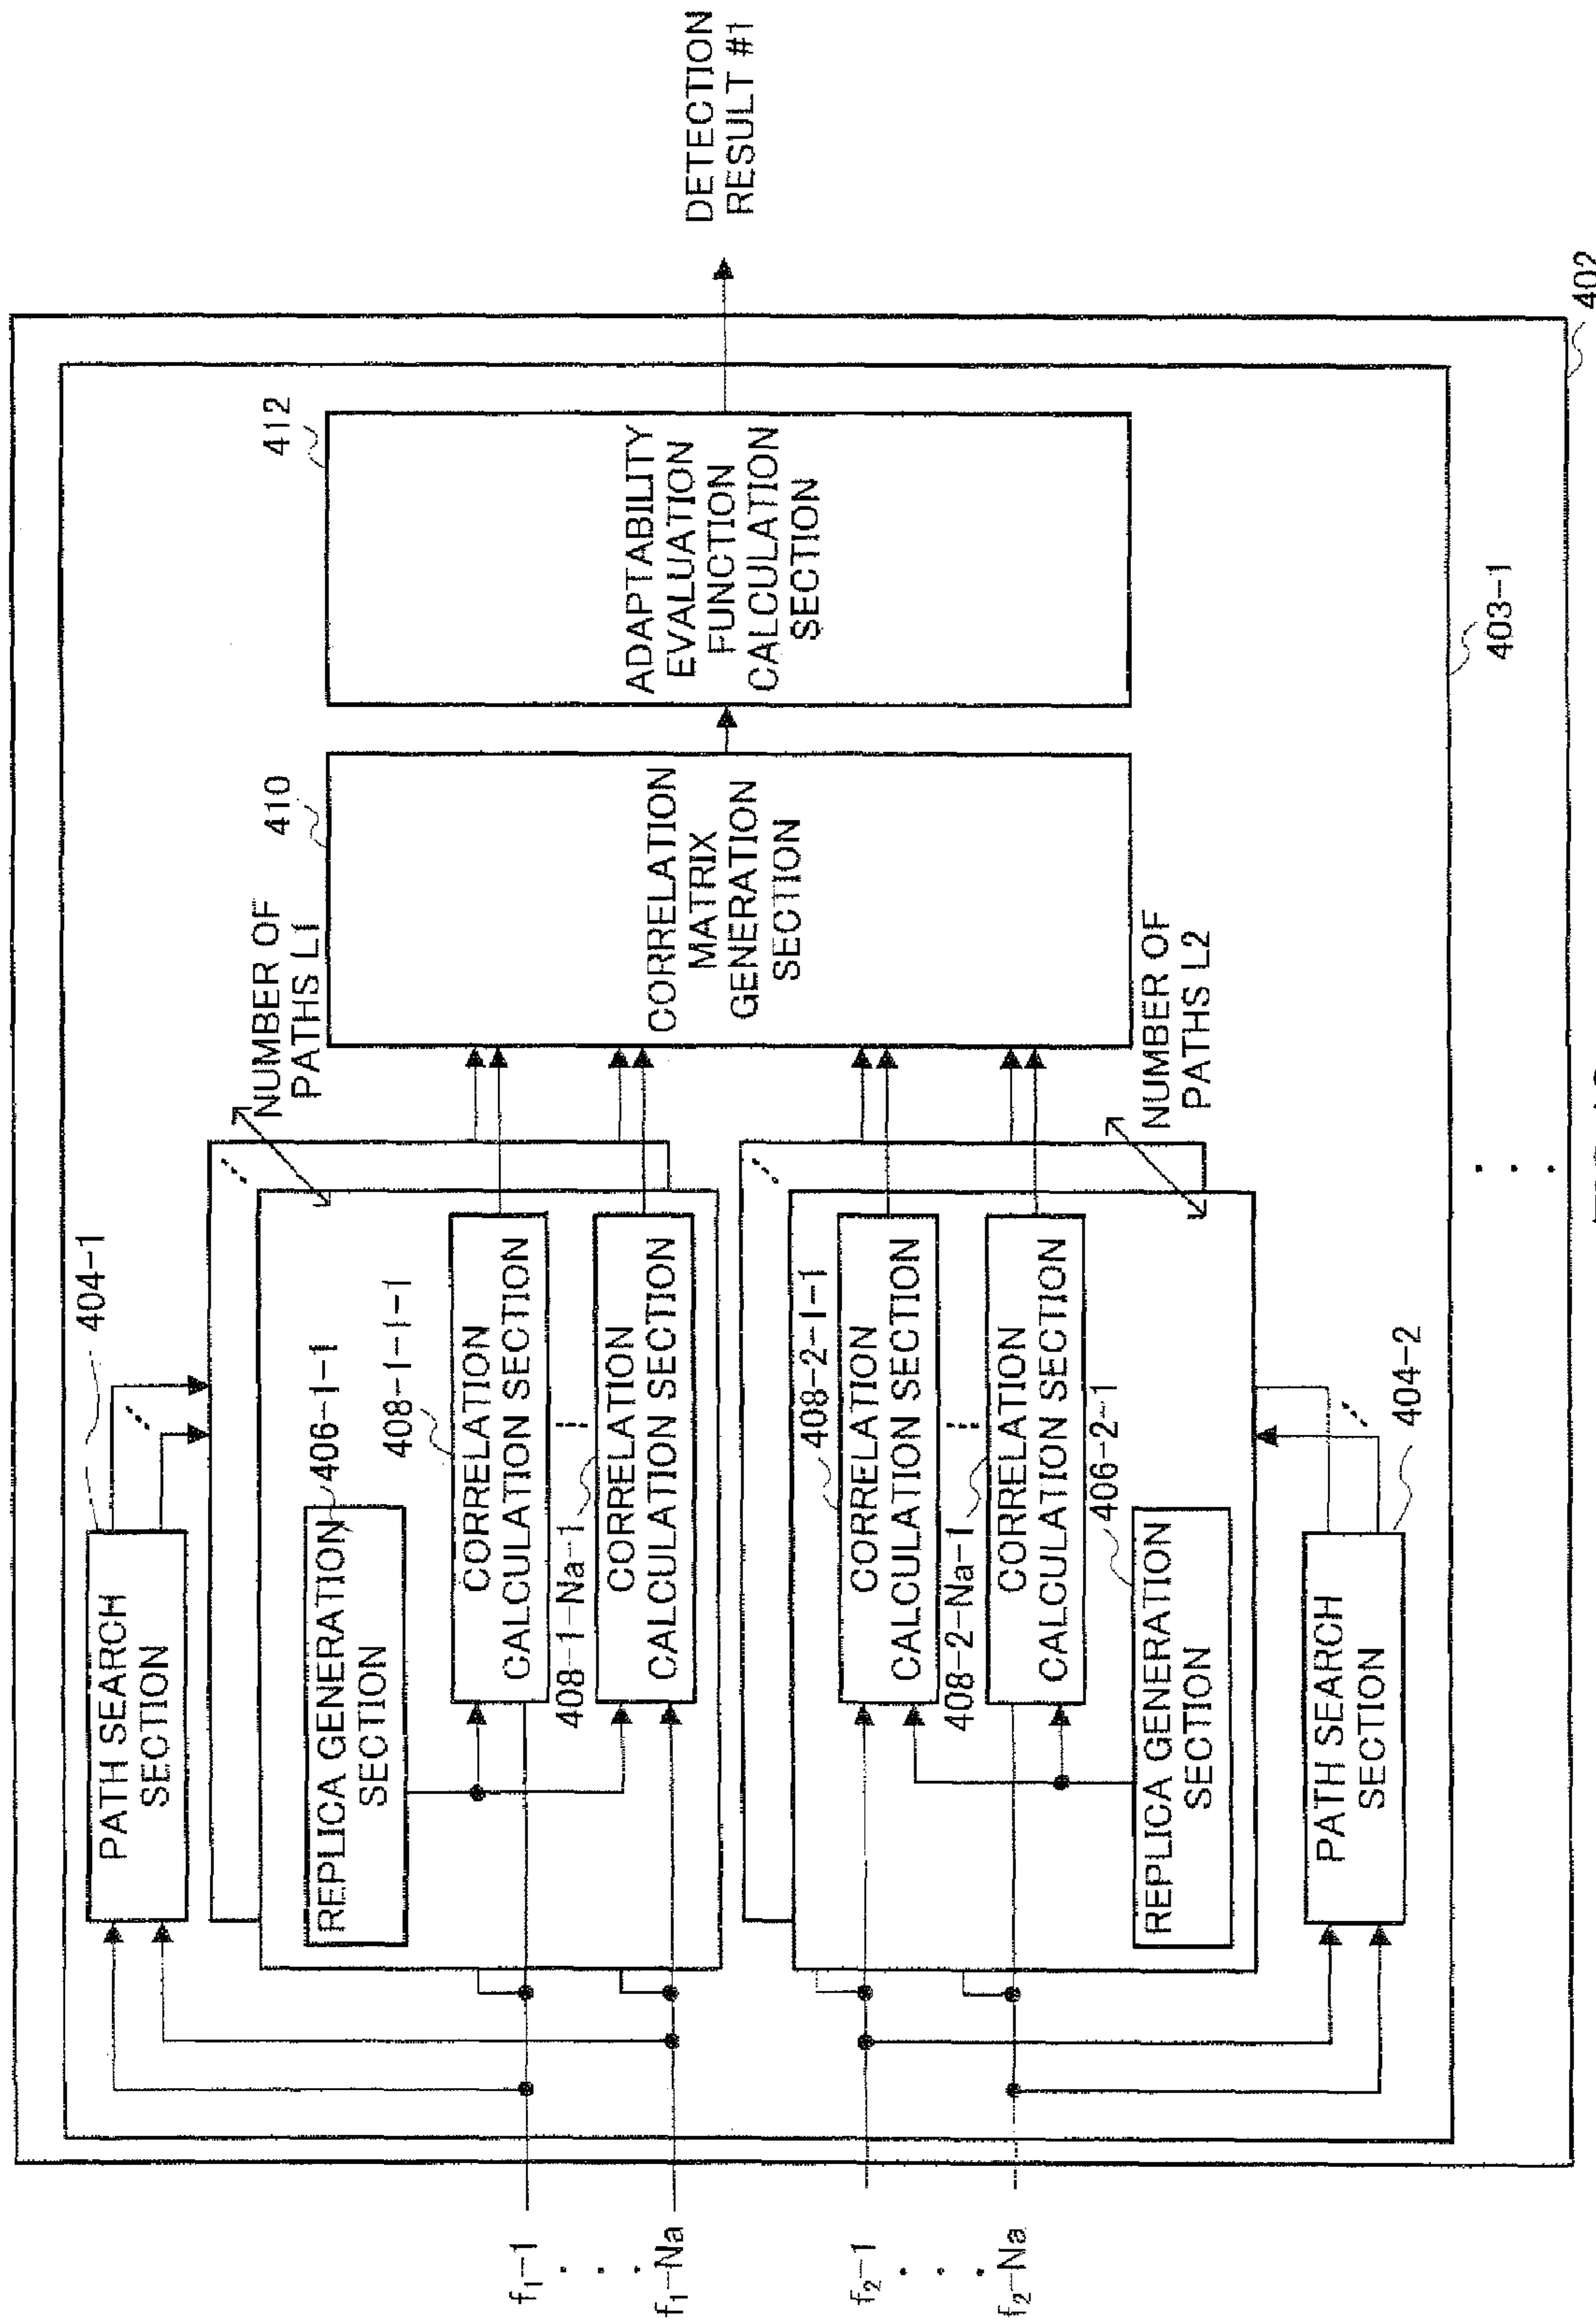 404-1
PATH SEARCH
SECTION
NUMBER OF
PATHS L1
REPLICA GENERATION
SECTION
406-1-1
408-1-1-1
CORRELATION
CALCULATION SECTION
408-1-Na-1
CORRELATION
CALCULATION SECTION
f1-1
f1-Na
410
CORRELATION
MATRIX
GENERATION
SECTION
412
ADAPTABILITY
EVALUATION
FUNCTION
CALCULATION
SECTION
DETECTION
RESULT #1
f2-1
f2-Na
408-2-1-1
CORRELATION
CALCULATION SECTION
408-2-Na-1
CORRELATION
CALCULATION SECTION
406-2-1
REPLICA GENERATION
SECTION
NUMBER OF
PATHS L2
PATH SEARCH
SECTION
404-2
403-1
402